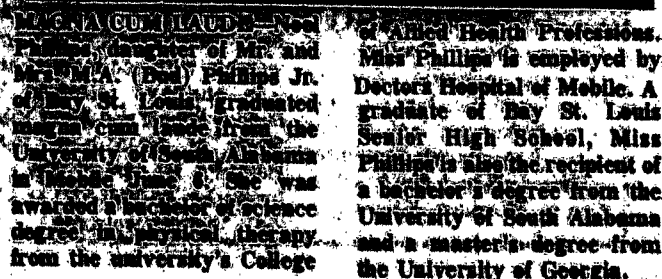 MAGNA CUM LAUDE—Noel
Phillips, daughter of Mr. and
Mrs. M.A. (Bud) Phillips Jr.
of Bay St. Louis, graduated
magna cum laude from the
University of South Alabama
in Mobile June 8. She was
awarded a bachelor of science
degree in physical therapy
from the university's College
of Allied Health Professions.
Miss Phillips is employed by
Doctors Hospital of Mobile. A
graduate of Bay St. Louis
Senior High School, Miss
Phillips is also the recipient of
a bachelor's degree from the
University of South Alabama
and a master's degree from
the University of Georgia.